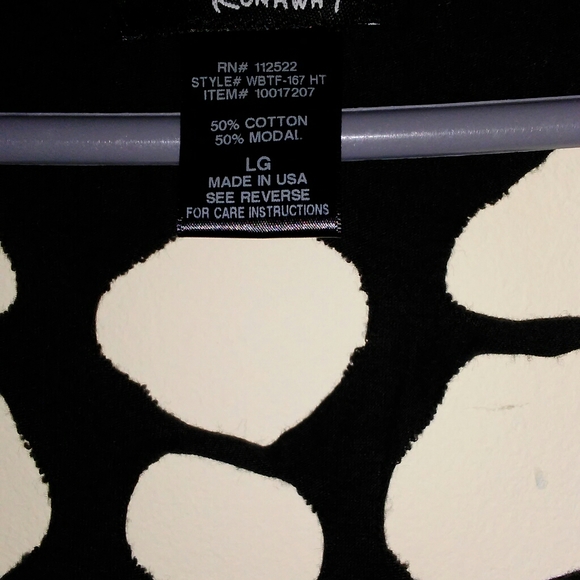 RUNAWAY
RN# 112522
STYLE# WBTF-167 HT
ITEM# 10017207
50% COTTON
50% MODAL
LG
MADE IN USA
SEE REVERSE
FOR CARE INSTRUCTIONS